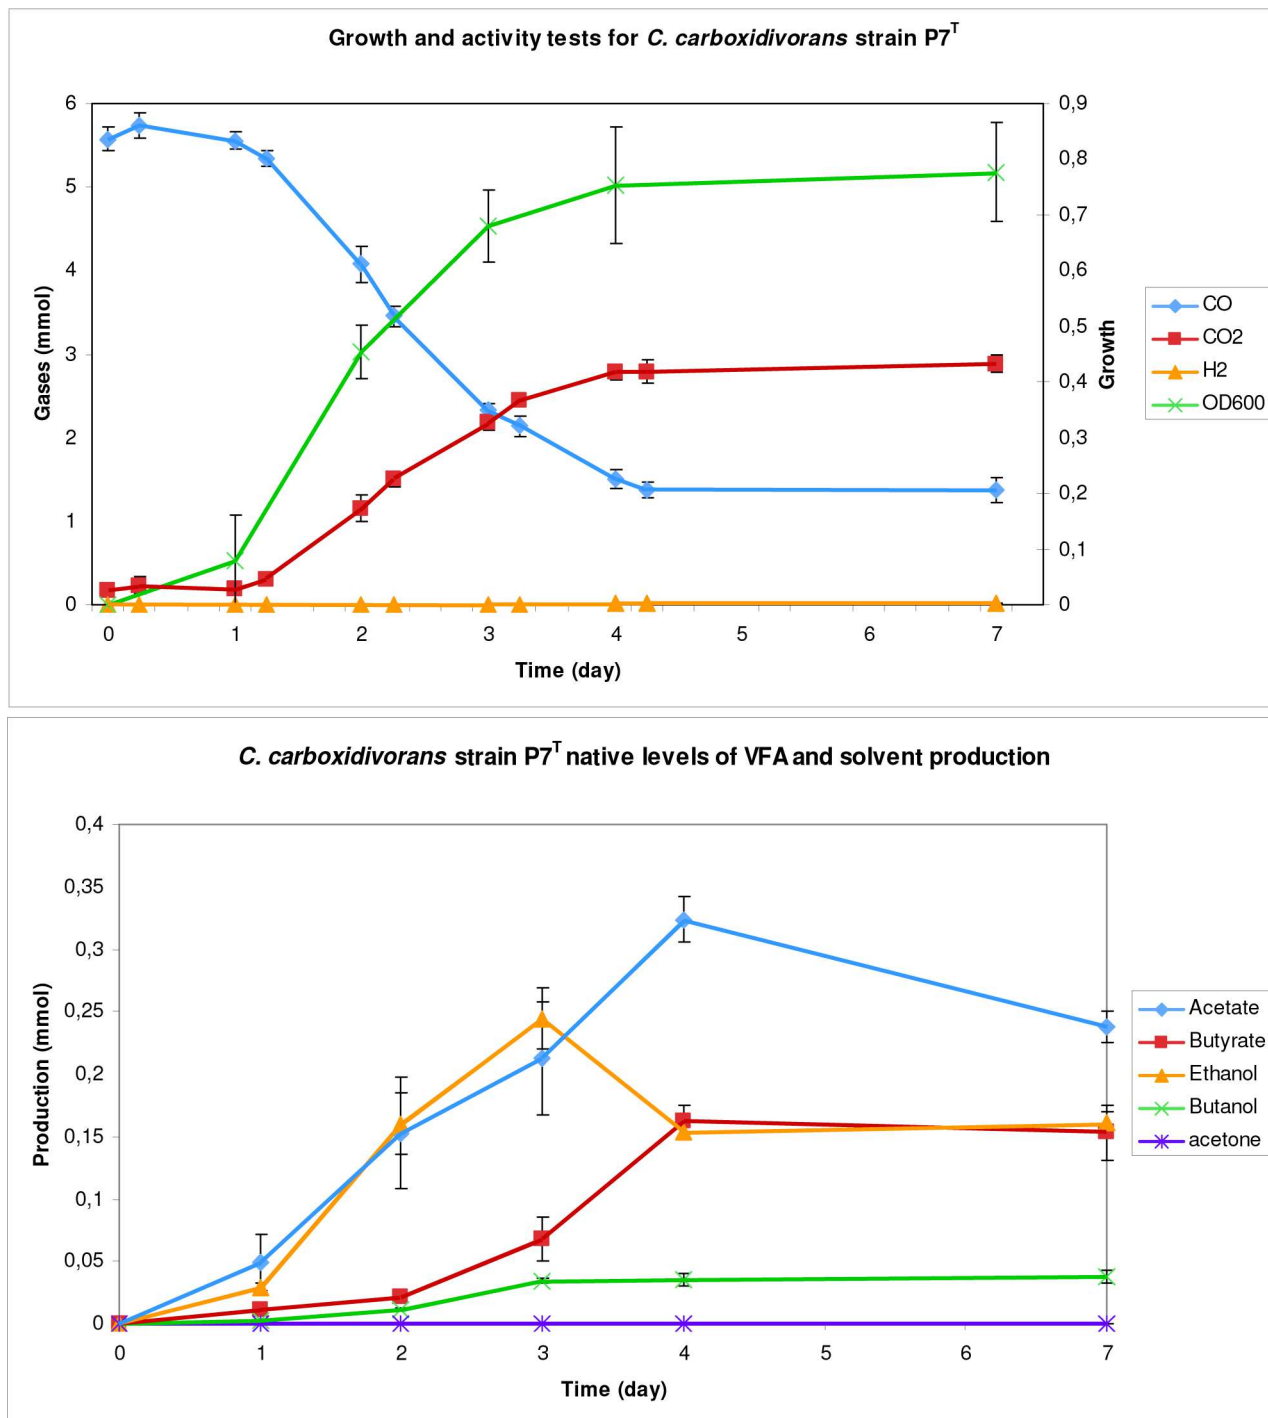 Growth and activity tests for C. carboxidivorans strain P7T
6
5
4
3
2
1
0
Gases (mmol)
0,9
0,8
0,7
0,6
0,5
0,4
0,3
0,2
0,1
0
Growth
0 1 2 3 4 5 6 7
Time (day)
CO
CO2
H2
OD600
C. carboxidivorans strain P7T native levels of VFA and solvent production
0,4
0,35
0,3
0,25
0,2
0,15
0,1
0,05
0
Production (mmol)
0 1 2 3 4 5 6 7
Time (day)
Acetate
Butyrate
Ethanol
Butanol
acetone